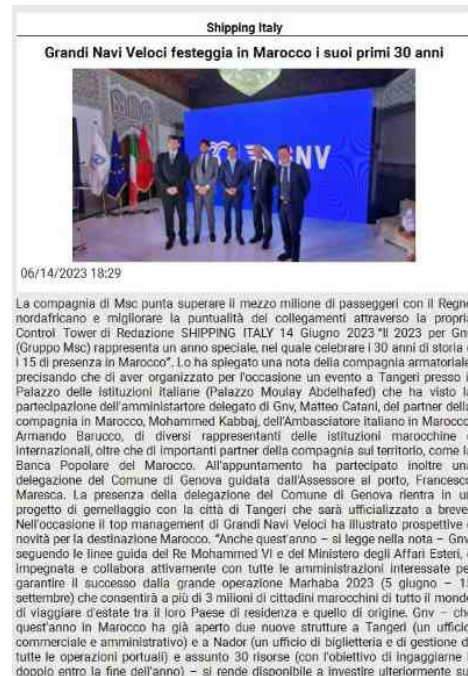 Shipping Italy
Grandi Navi Veloci festeggia in Marocco i suoi primi 30 anni
GNV
06/14/2023 18:29
La compagnia di Msc punta superare il mezzo milione di passeggeri con il Regno
nordafricano e migliorare la puntualità dei collegamenti attraverso la propria
Control Tower di Redazione SHIPPING ITALY 14 Giugno 2023 "Il 2023 per Gnv
(Gruppo Msc) rappresenta un anno speciale, nel quale celebrare i 30 anni di storia e
i 15 di presenza in Marocco". Lo ha spiegato una nota della compagnia armatoriale,
precisando che di aver organizzato per l'occasione un evento a Tangeri presso il
Palazzo delle istituzioni italiane (Palazzo Moulay Abdelhafed) che ha visto la
partecipazione dell'amministartore delegato di Gnv, Matteo Catani, del partner della
compagnia in Marocco, Mohammed Kabbaj, dell'Ambasciatore italiano in Marocco,
Armando Barucco, di diversi rappresentanti delle istituzioni marocchine e
internazionali, oltre che di importanti partner della compagnia sul territorio, come la
Banca Popolare del Marocco. All'appuntamento ha partecipato inoltre una
delegazione del Comune di Genova guidata dall'Assessore al porto, Francesco
Maresca. La presenza della delegazione del Comune di Genova rientra in un
progetto di gemellaggio con la città di Tangeri che sarà ufficializzato a breve.
Nell'occasione il top management di Grandi Navi Veloci ha illustrato prospettive e
novità per la destinazione Marocco. "Anche quest'anno – si legge nella nota – Gnv,
seguendo le linee guida del Re Mohammed VI e del Ministero degli Affari Esteri, è
impegnata e collabora attivamente con tutte le amministrazioni interessate per
garantire il successo dalla grande operazione Marhaba 2023 (5 giugno – 15
settembre) che consentirà a più di 3 milioni di cittadini marocchini di tutto il mondo
di viaggiare d'estate tra il loro Paese di residenza e quello di origine. Gnv – che
quest'anno in Marocco ha già aperto due nuove strutture a Tangeri (un ufficio
commerciale e amministrativo) e a Nador (un ufficio di biglietteria e di gestione di
tutte le operazioni portuali) e assunto 30 risorse (con l'obiettivo di ingaggiarne il
doppio entro la fine dell'anno) – si rende disponibile a investire ulteriormente sul